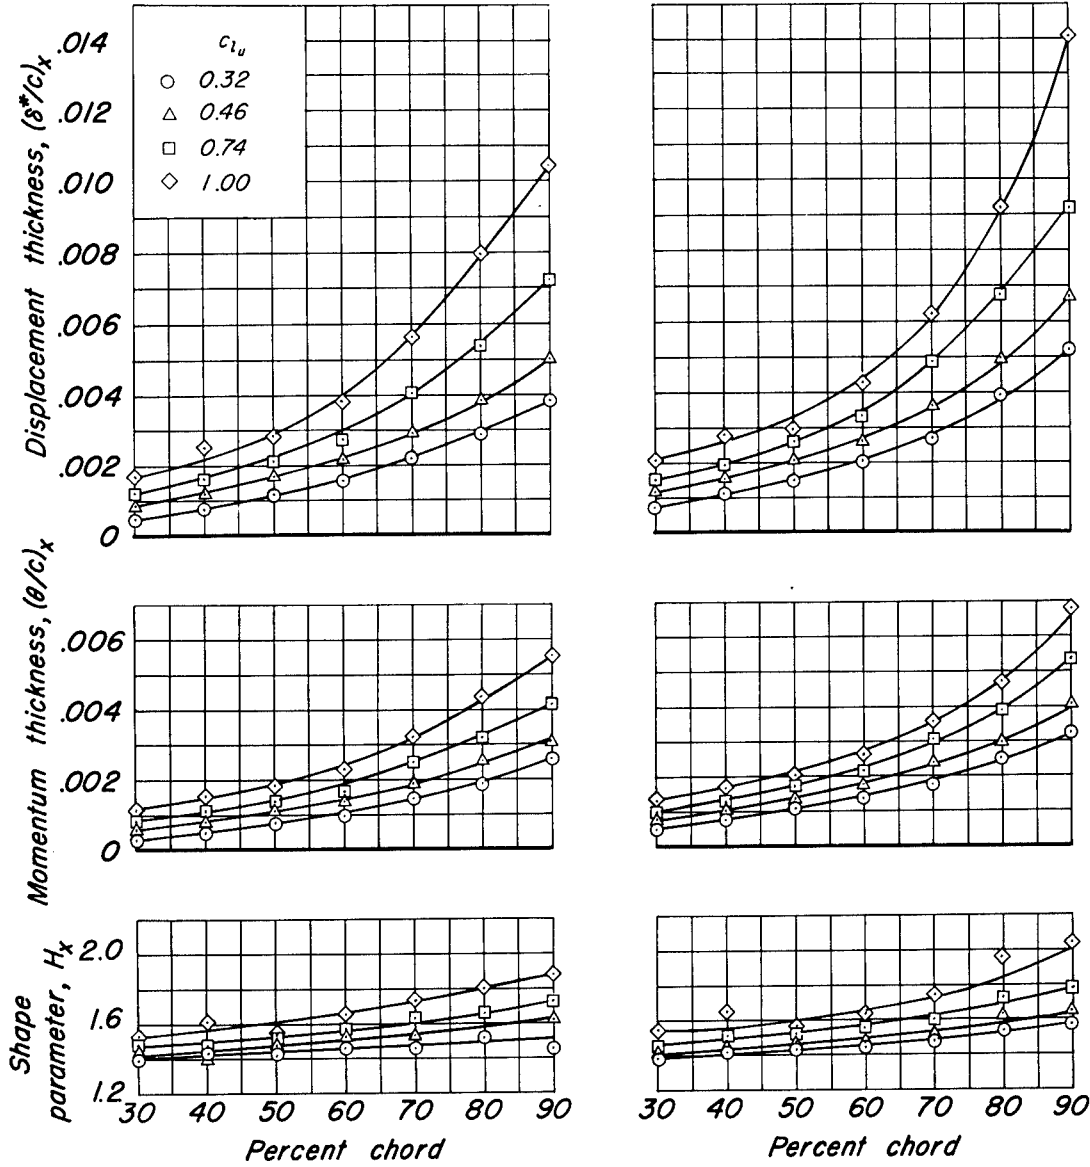 Displacement thickness, (δ*/c)x
.014
.012
.010
.008
.006
.004
.002
0
c l u
0.32
0.46
0.74
1.00
Momentum thickness, (θ/c)x
.006
.004
.002
0
Shape
parameter, Hx
2.0
1.6
1.2
30 40 50 60 70 80 90
Percent chord
30 40 50 60 70 80 90
Percent chord